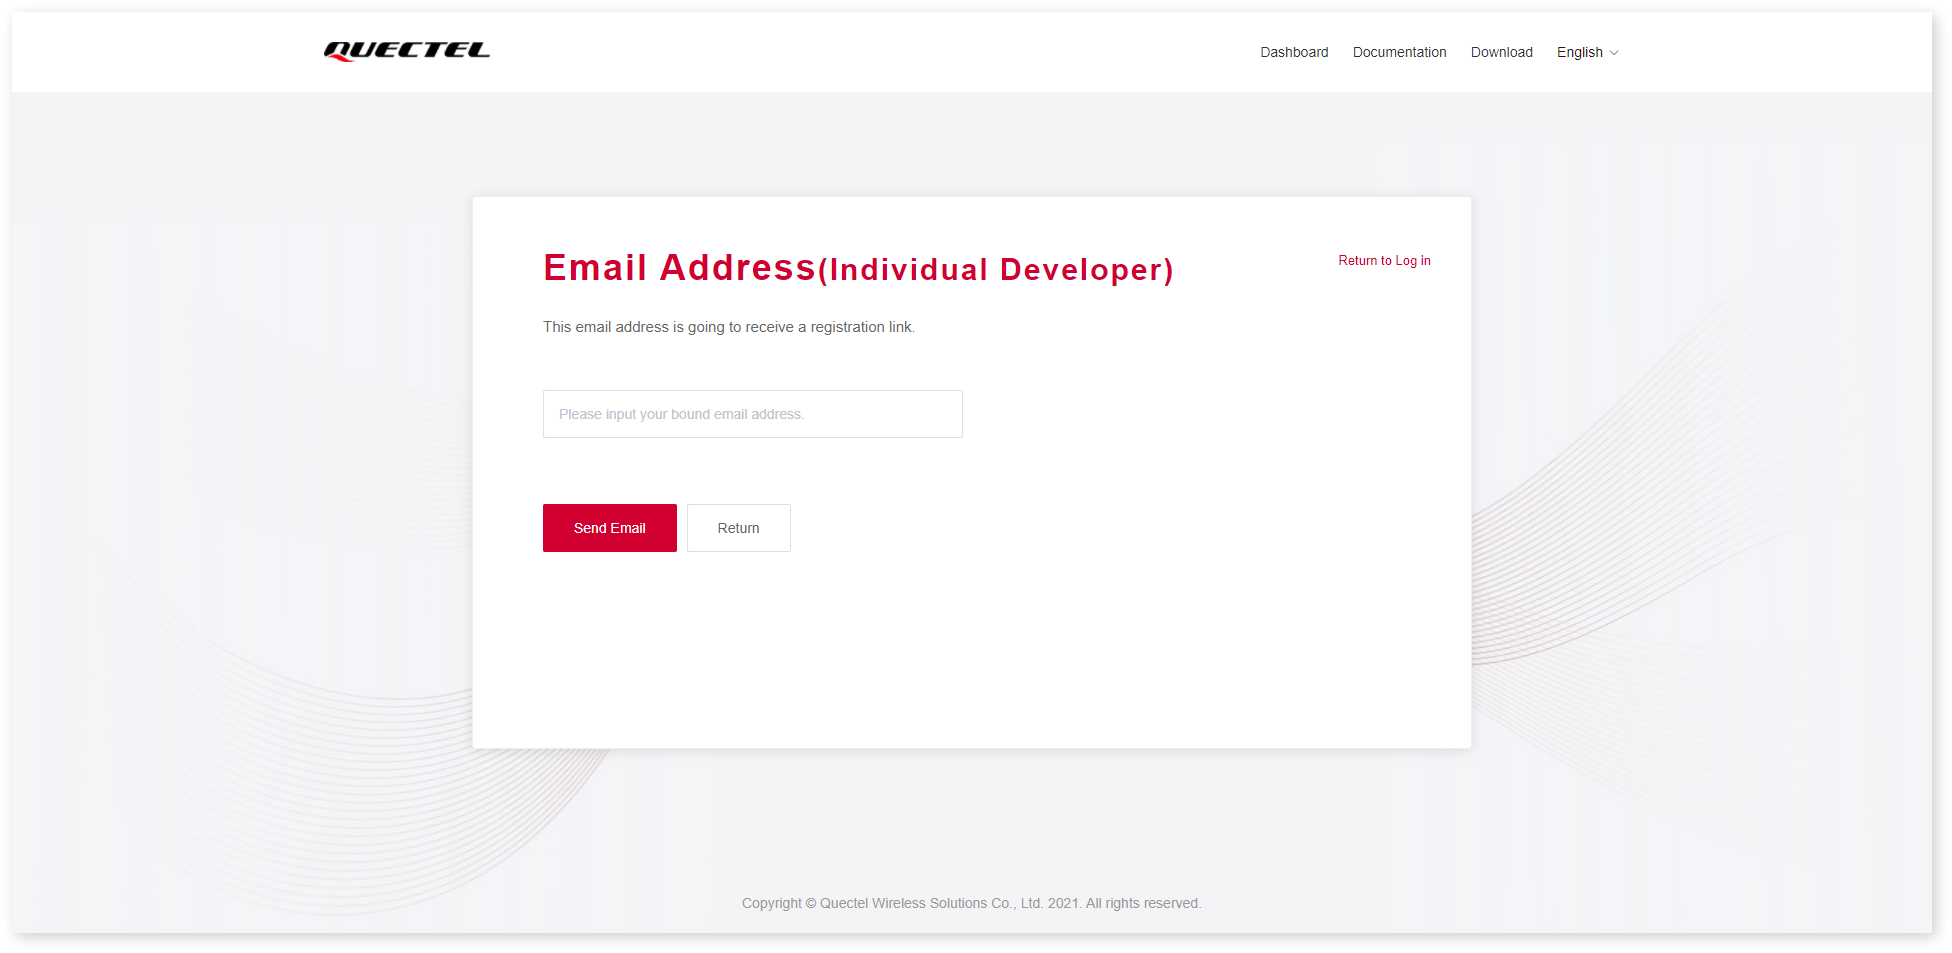 QUECTEL
Dashboard Documentation Download English
Email Address(Individual Developer)
Return to Log in
This email address is going to receive a registration link.
Please input your bound email address.
Send Email Return
Copyright © Quectel Wireless Solutions Co., Ltd. 2021. All rights reserved.